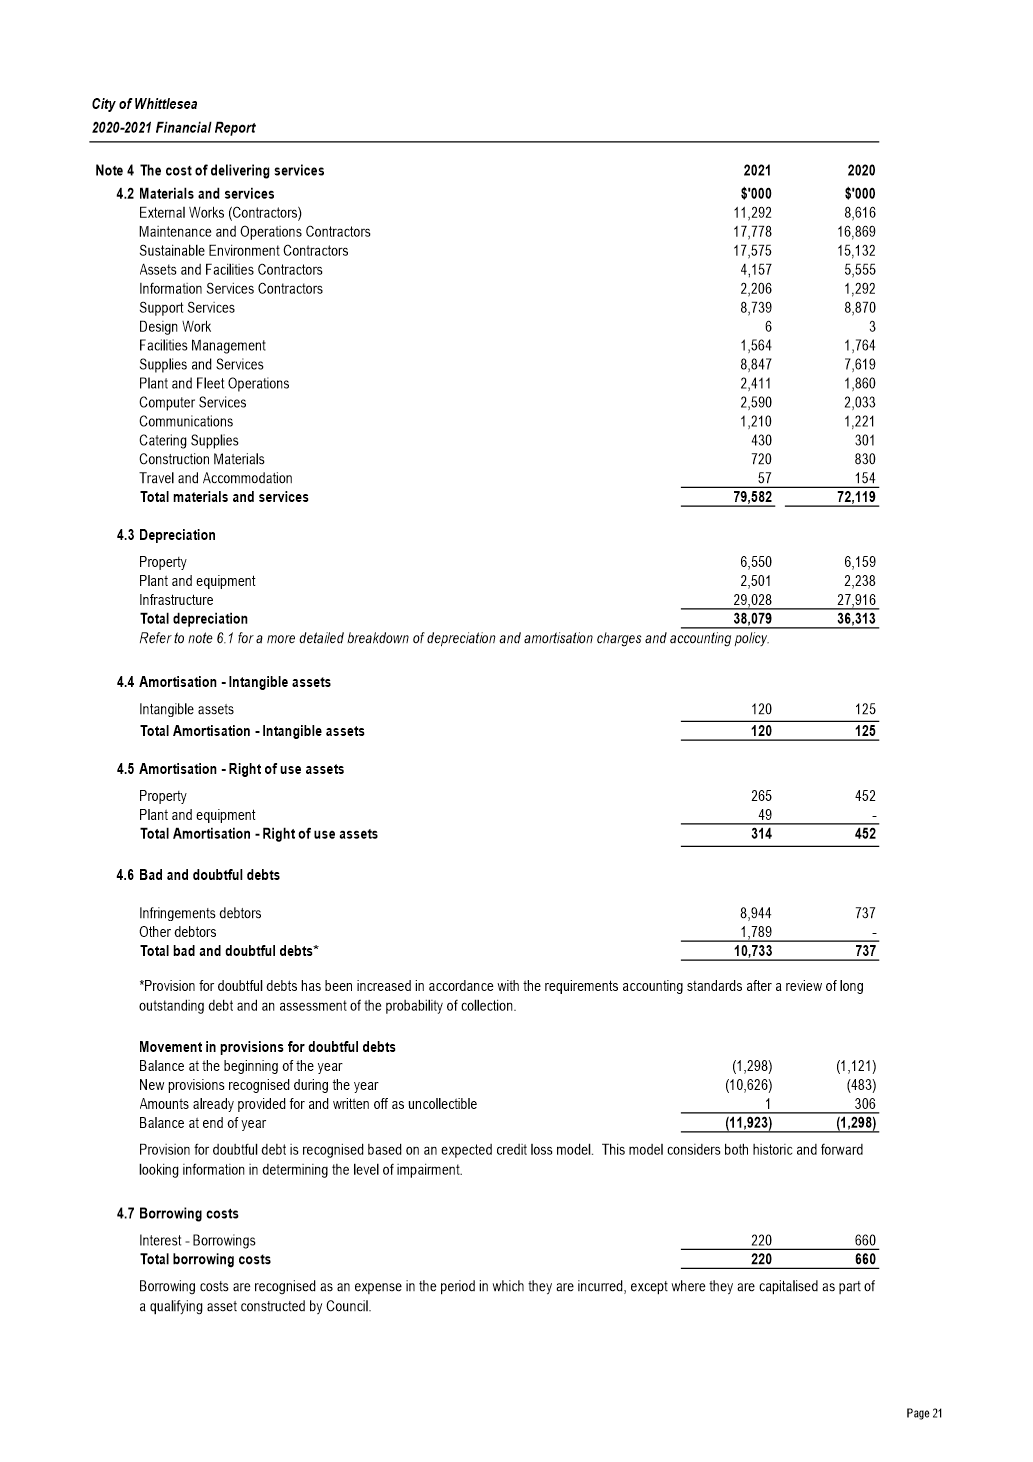 City of Whittlesea
2020-2021 Financial Report
Note 4 The cost of delivering services 2021 2020
4.2 Materials and services $'000 $'000
External Works (Contractors) 11,292 8,616
Maintenance and Operations Contractors 17,778 16,869
Sustainable Environment Contractors 17,575 15,132
Assets and Facilities Contractors 4,157 5,555
Information Services Contractors 2,206 1,292
Support Services 8,739 8,870
Design Work 6 3
Facilities Management 1,564 1,764
Supplies and Services 8,847 7,619
Plant and Fleet Operations 2,411 1,860
Computer Services 2,590 2,033
Communications 1,210 1,221
Catering Supplies 430 301
Construction Materials 720 830
Travel and Accommodation 57 154
Total materials and services 79,582 72,119
4.3 Depreciation
Property 6,550 6,159
Plant and equipment 2,501 2,238
Infrastructure 29,028 27,916
Total depreciation 38,079 36,313
Refer to note 6.1 for a more detailed breakdown of depreciation and amortisation charges and accounting policy.
4.4 Amortisation - Intangible assets
Intangible assets 120 125
Total Amortisation - Intangible assets 120 125
4.5 Amortisation - Right of use assets
Property 265 452
Plant and equipment 49 -
Total Amortisation - Right of use assets 314 452
4.6 Bad and doubtful debts
Infringements debtors 8,944 737
Other debtors 1,789 -
Total bad and doubtful debts* 10,733 737
*Provision for doubtful debts has been increased in accordance with the requirements accounting standards after a review of long
outstanding debt and an assessment of the probability of collection.
Movement in provisions for doubtful debts
Balance at the beginning of the year (1,298) (1,121)
New provisions recognised during the year (10,626) (483)
Amounts already provided for and written off as uncollectible 1 306
Balance at end of year (11,923) (1,298)
Provision for doubtful debt is recognised based on an expected credit loss model. This model considers both historic and forward
looking information in determining the level of impairment.
4.7 Borrowing costs
Interest - Borrowings 220 660
Total borrowing costs 220 660
Borrowing costs are recognised as an expense in the period in which they are incurred, except where they are capitalised as part of
a qualifying asset constructed by Council.
Page 21